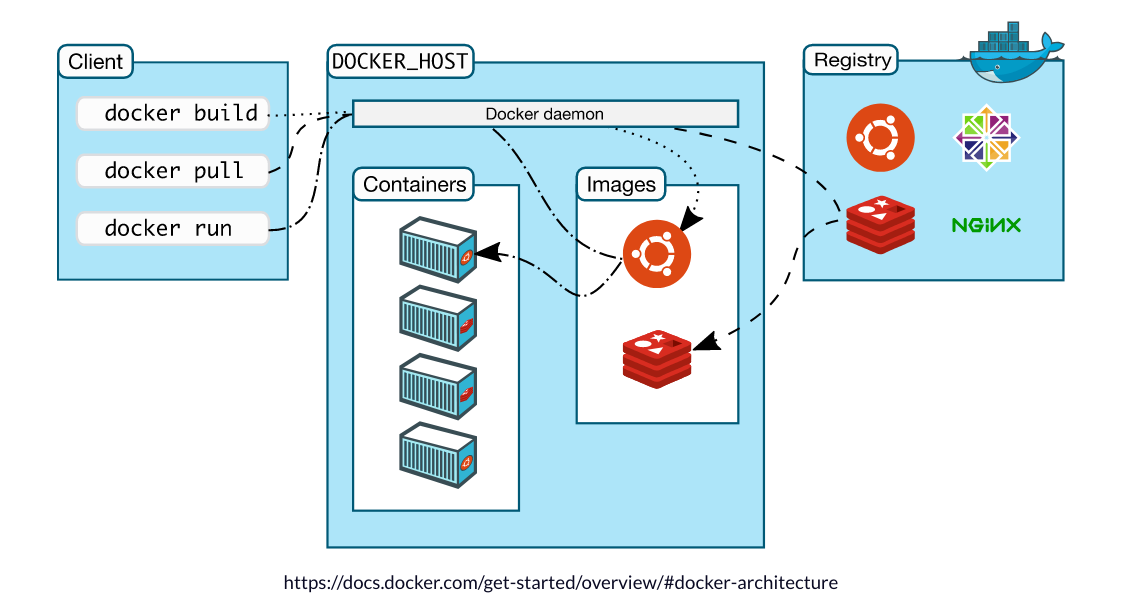 Client
docker build
docker pull
docker run
DOCKER_HOST
Docker daemon
Containers
Images
Registry
NGINX
https://docs.docker.com/get-started/overview/#docker-architecture